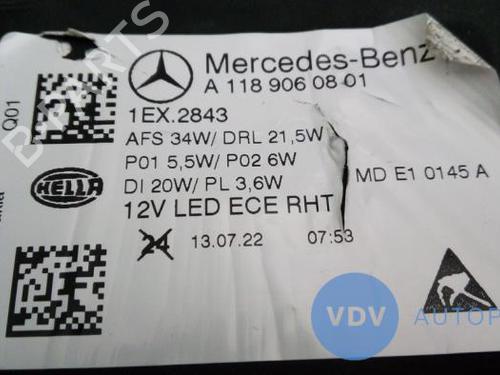 Mercedes-Benz
A 118 906 08 01
Q01
1EX.2843
AFS 34W/ DRL 21,5W
P01 5,5W/ P02 6W
DI 20W/ PL 3,6W
MD E1 0145 A
HELLA
12V LED ECE RHT
24 13.07.22 07:53
VDV
B-PARTS